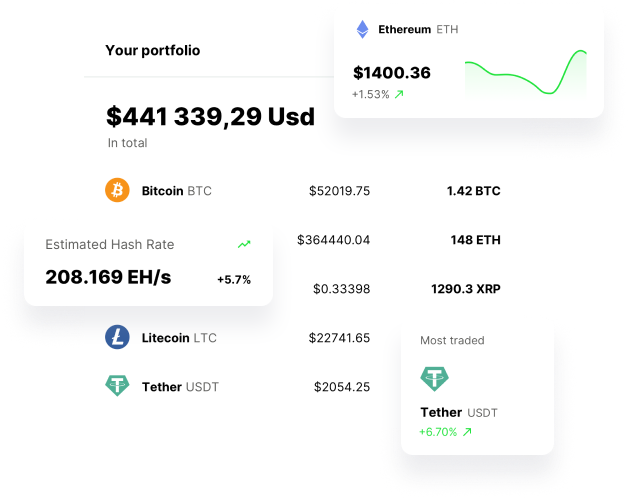 Your portfolio
Ethereum ETH
$1400.36
+1.53%
$441 339,29 Usd
In total
Bitcoin BTC $52019.75 1.42 BTC
$364440.04 148 ETH
Estimated Hash Rate
208.169 EH/s +5.7%
$0.33398 1290.3 XRP
Litecoin LTC $22741.65
Tether USDT $2054.25
Most traded
Tether USDT
+6.70%